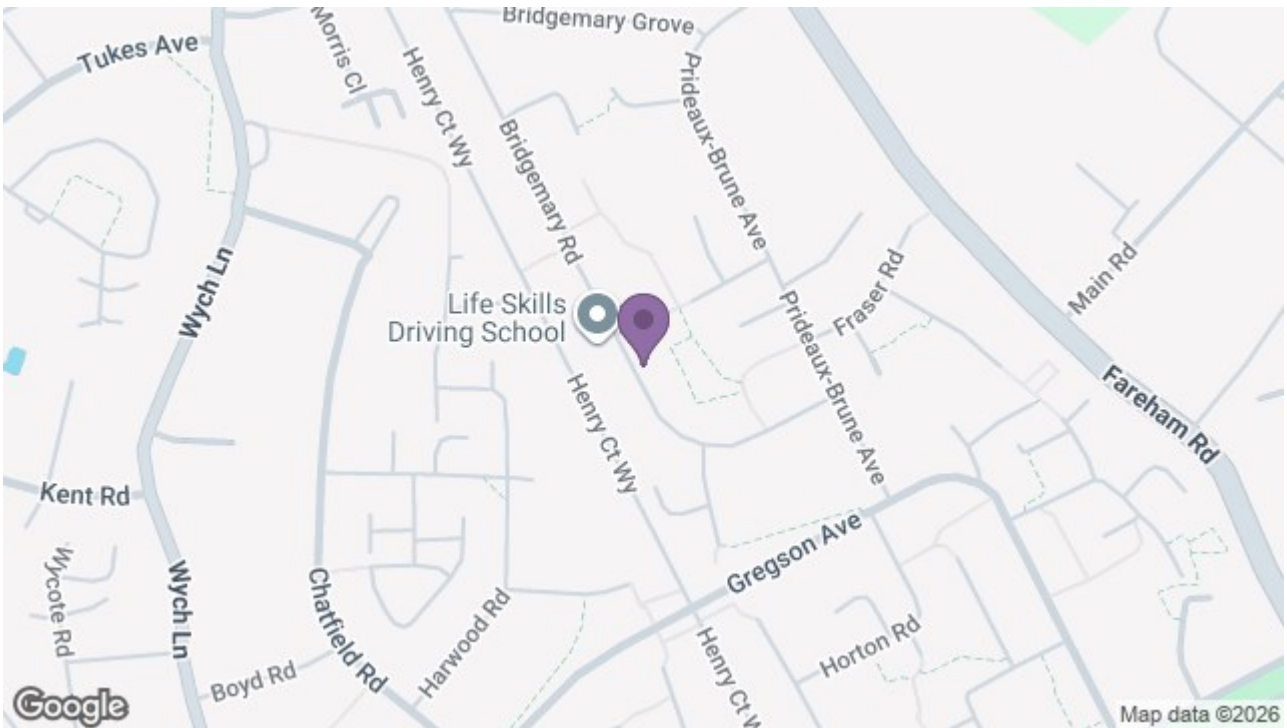 Bridgemary Grove
Tukes Ave
Morris Cl
Henry Ct Wy
Prideaux-Brune Ave
Bridgemary Rd
Main Rd
Wych Ln
Fraser Rd
Life Skills
Driving School
Prideaux-Brune Ave
Henry Ct Wy
Fareham Rd
Kent Rd
Gregson Ave
Wycote Rd
Wych Ln
Chatfield Rd
Harwood Rd
Horton Rd
Boyd Rd
Henry Ct W
Google
Map data ©2026